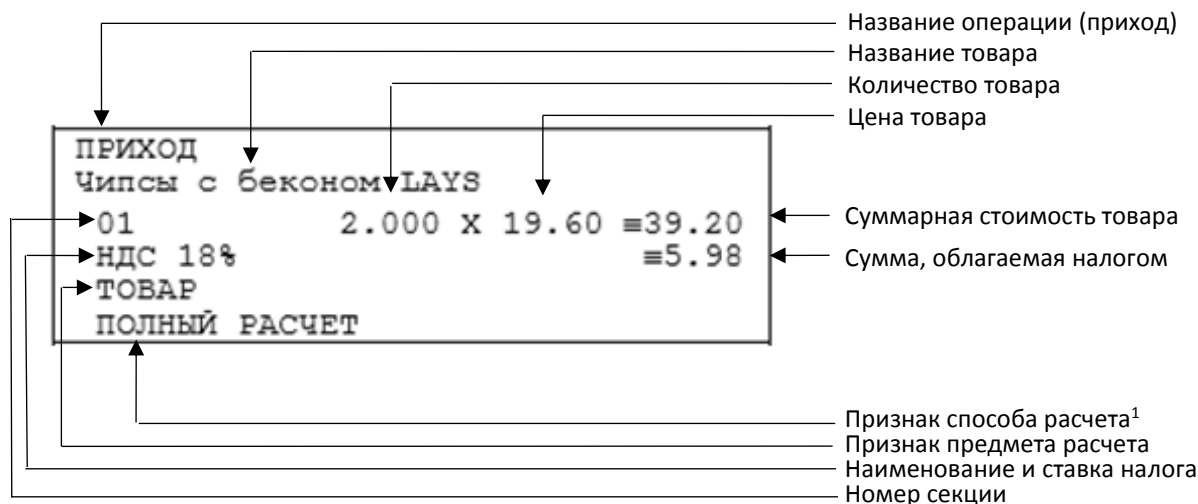 Название операции (приход)
Название товара
Количество товара
Цена товара
ПРИХОД
Чипсы с беконом LAYS
01 2.000 X 19.60 ≡39.20
Суммарная стоимость товара
НДС 18% ≡5.98
Сумма, облагаемая налогом
ТОВАР
ПОЛНЫЙ РАСЧЕТ
Признак способа расчета¹
Признак предмета расчета
Наименование и ставка налога
Номер секции